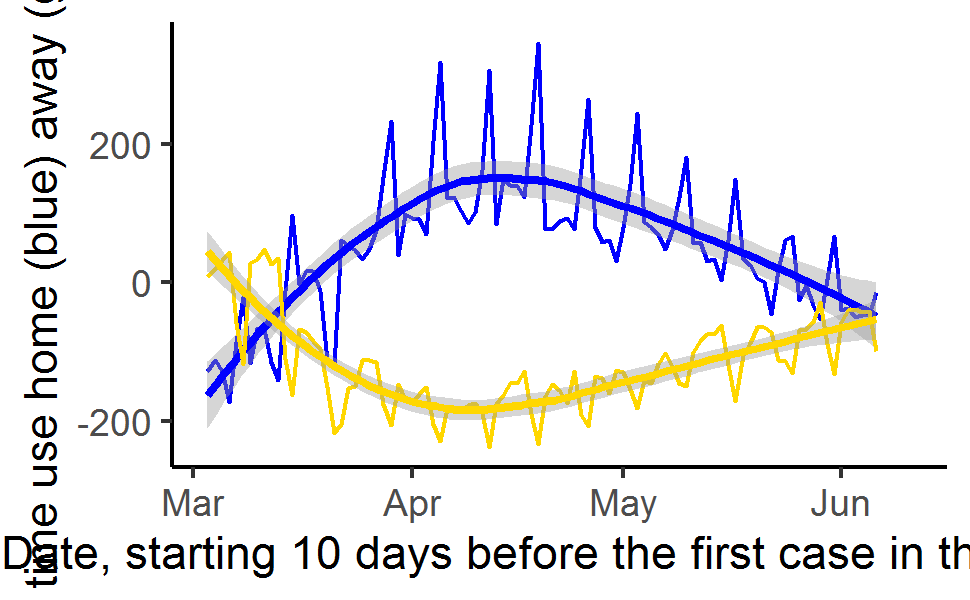 time use home (blue) away (
200
0
-200
Mar Apr May Jun
Date, starting 10 days before the first case in th